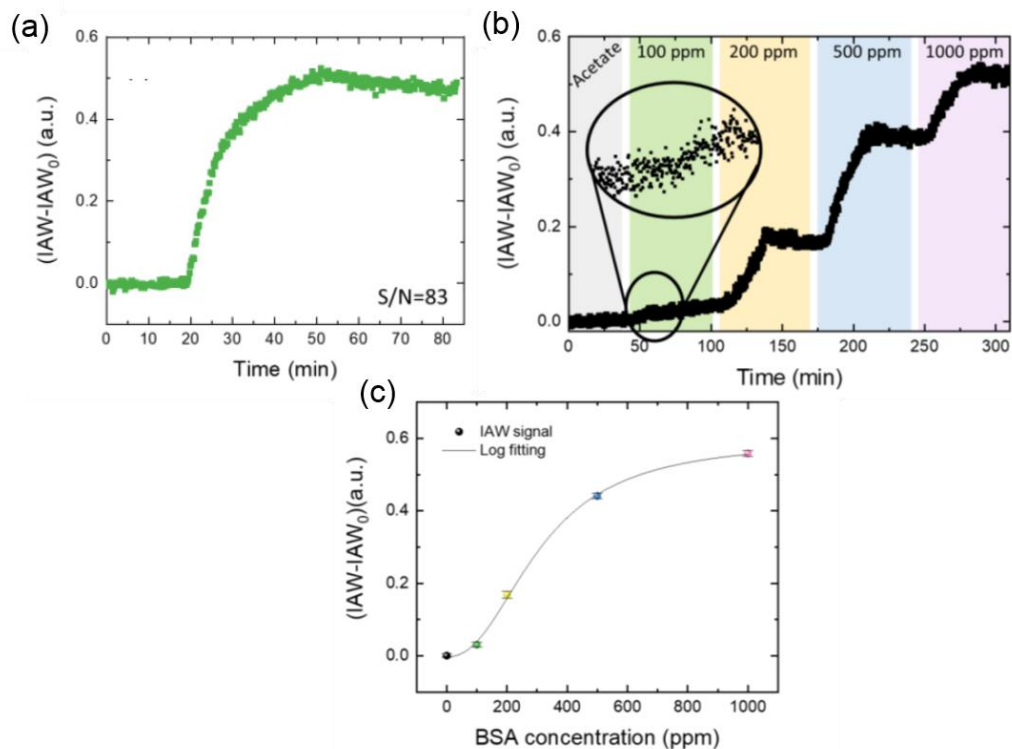 (a)
(IAW-IAW₀) (a.u.)
0.6
0.4
0.2
0.0
-0.2
0 10 20 30 40 50 60 70 80
Time (min)
S/N=83
(b)
(IAW-IAW₀) (a.u.)
0.6
0.4
0.2
0.0
Acetate
100 ppm
200 ppm
500 ppm
1000 ppm
0 50 100 150 200 250 300
Time (min)
(c)
(IAW-IAW₀)(a.u.)
0.6
0.4
0.2
0.0
IAW signal
Log fitting
0 200 400 600 800 1000
BSA concentration (ppm)